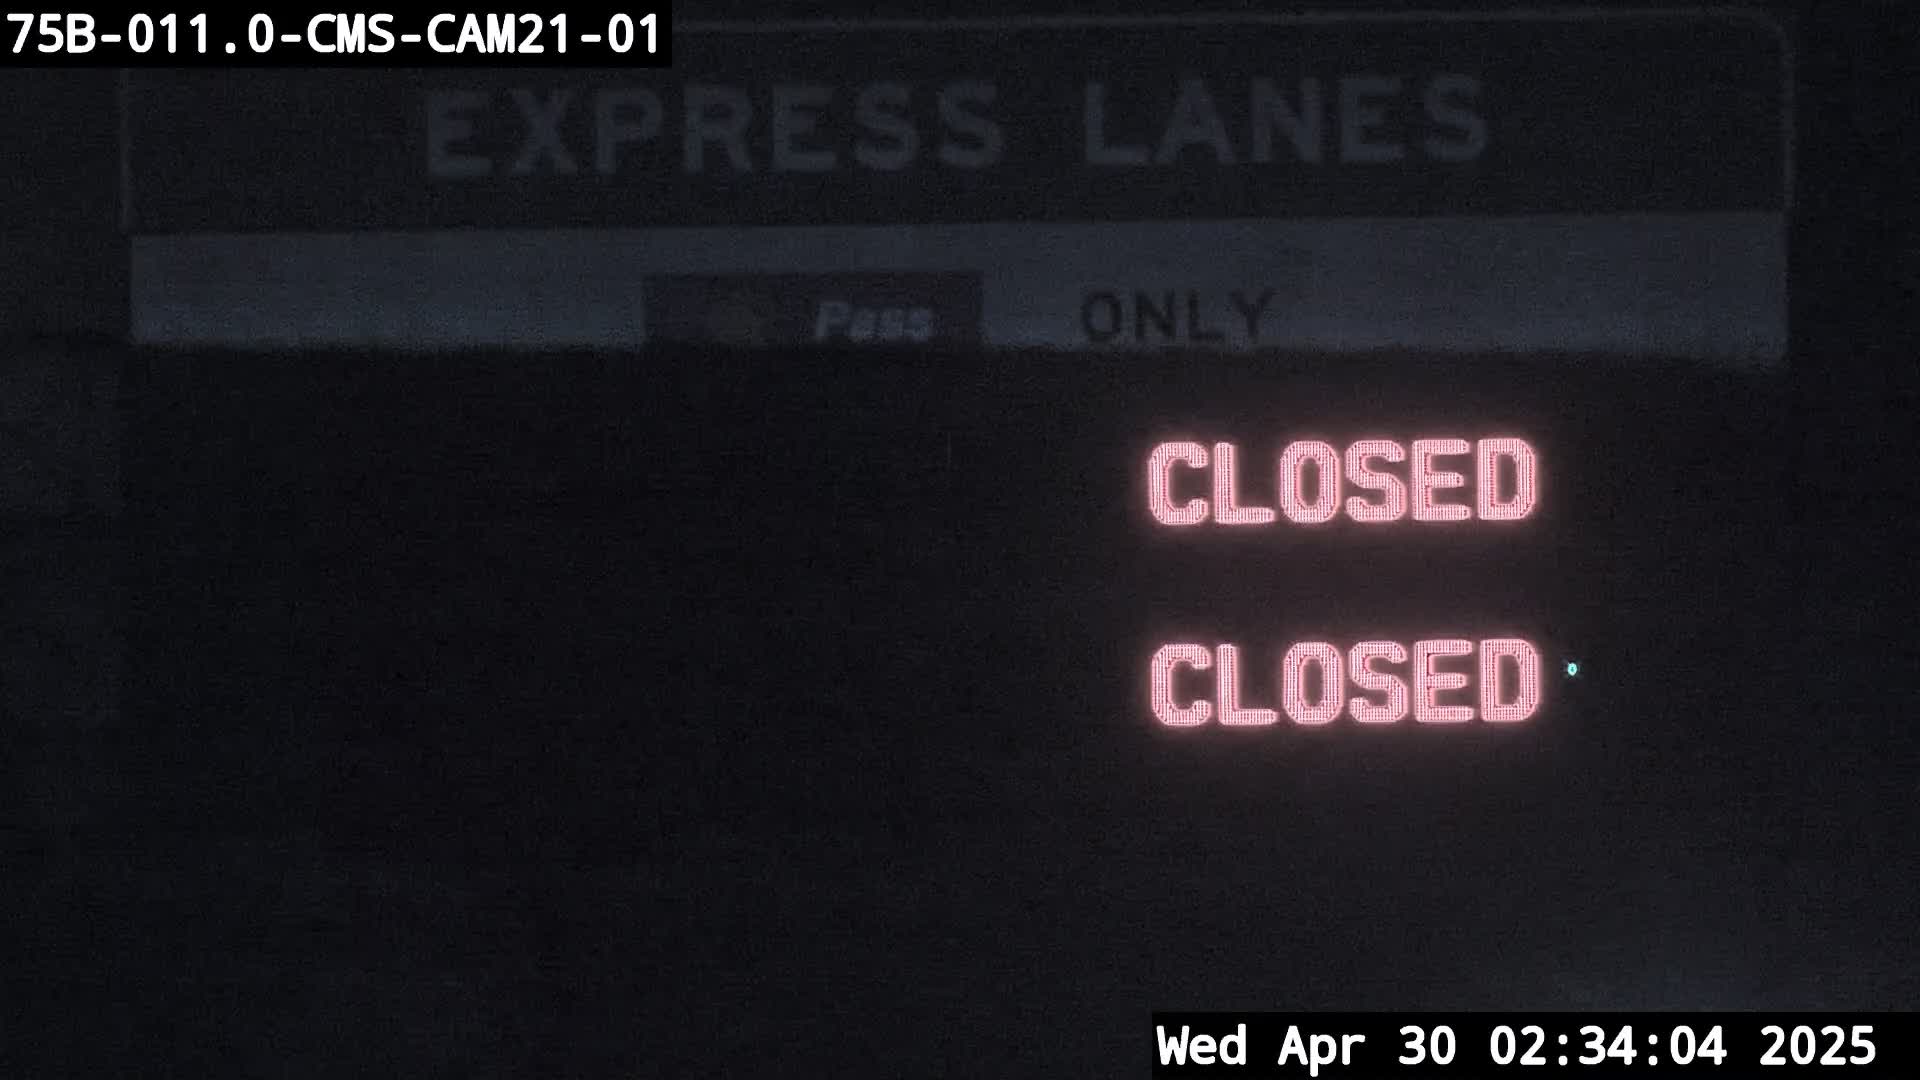 75B-011.0-CMS-CAM21-01
EXPRESS LANES
Pass ONLY
CLOSED
CLOSED
Wed Apr 30 02:34:04 2025